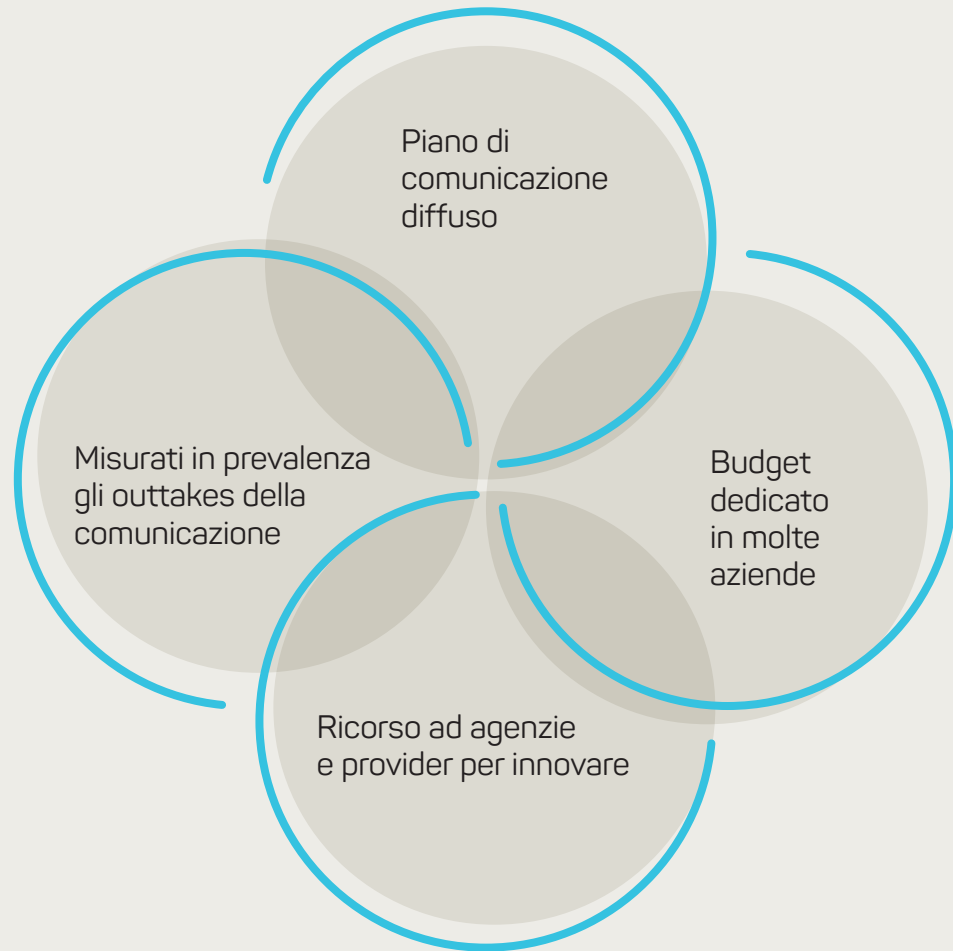 Piano di
comunicazione
diffuso
Misurati in prevalenza
gli outtakes della
comunicazione
Budget
dedicato
in molte
aziende
Ricorso ad agenzie
e provider per innovare